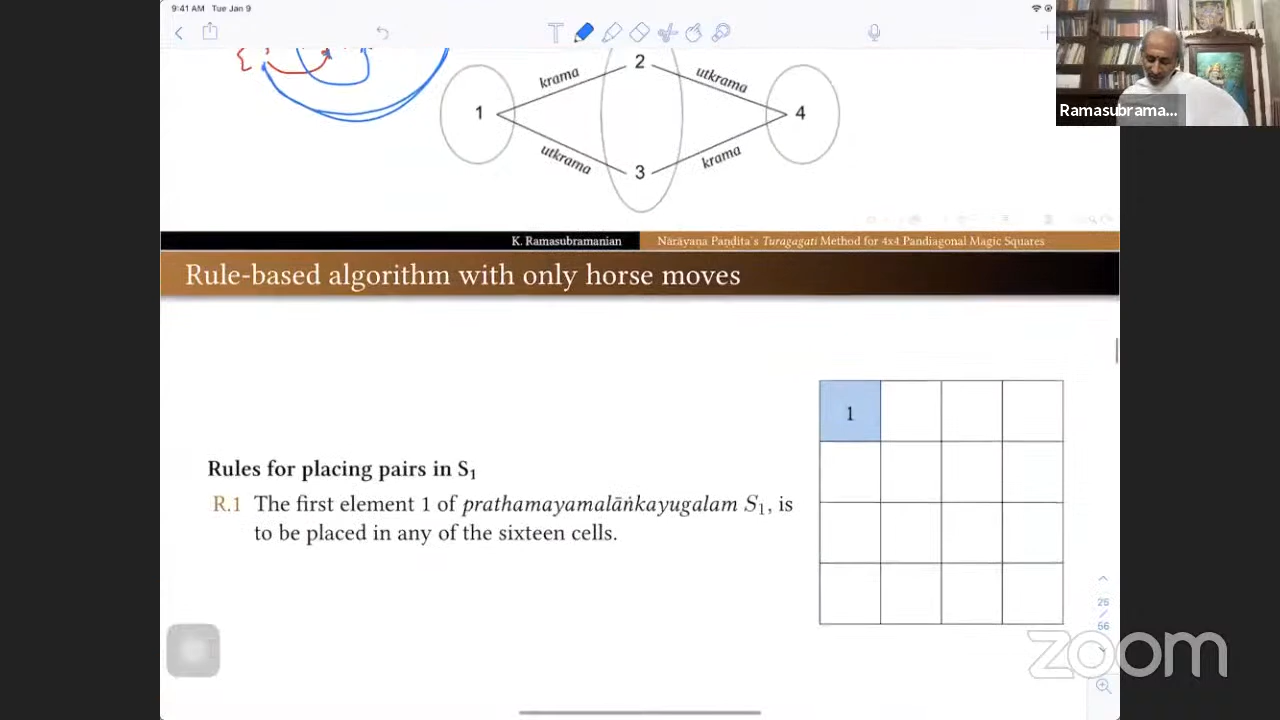 9:41 AM Tue Jan 9
T
Ramasubrama...
krama
2
utkrama
1
4
utkrama
3
krama
K. Ramasubramanian
Nārāyaṇa Paṇḍita's Turagagati Method for 4x4 Pandiagonal Magic Squares
Rule-based algorithm with only horse moves
1
Rules for placing pairs in S₁
R.1 The first element 1 of prathamayamalāṅkayugalam S₁, is
to be placed in any of the sixteen cells.
25
/
56
zoom